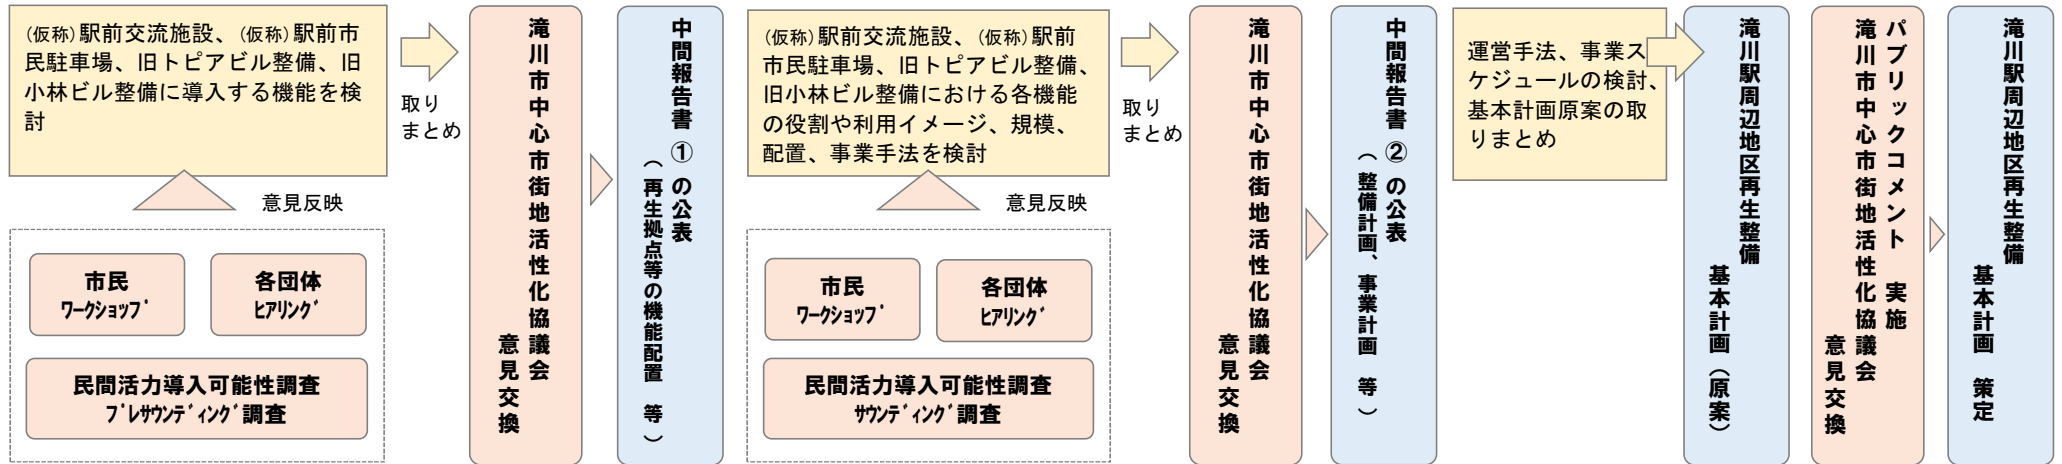 (仮称)駅前交流施設、(仮称)駅前市
民駐車場、旧トピアビル整備、旧
小林ビル整備に導入する機能を検
討
意見反映
市民
ﾜｰｸｼｮｯﾌﾟ
各団体
ﾋｱﾘﾝｸﾞ
民間活力導入可能性調査
ﾌﾟﾚｻｳﾝﾃﾞｨﾝｸﾞ調査
取り
まとめ
滝川市中心市街地活性化協議会
意見交換
中間報告書①の公表
(再生拠点等の機能配置 等)
(仮称)駅前交流施設、(仮称)駅前
市民駐車場、旧トピアビル整備、
旧小林ビル整備における各機能
の役割や利用イメージ、規模、
配置、事業手法を検討
意見反映
市民
ﾜｰｸｼｮｯﾌﾟ
各団体
ﾋｱﾘﾝｸﾞ
民間活力導入可能性調査
ｻｳﾝﾃﾞｨﾝｸﾞ調査
取り
まとめ
滝川市中心市街地活性化協議会
意見交換
中間報告書②の公表
(整備計画、事業計画 等)
運営手法、事業ス
ケジュールの検討、
基本計画原案の取
りまとめ
滝川駅周辺地区再生整備
基本計画(原案)
パブリックコメント 実施
滝川市中心市街地活性化協議会
意見交換
滝川駅周辺地区再生整備
基本計画 策定